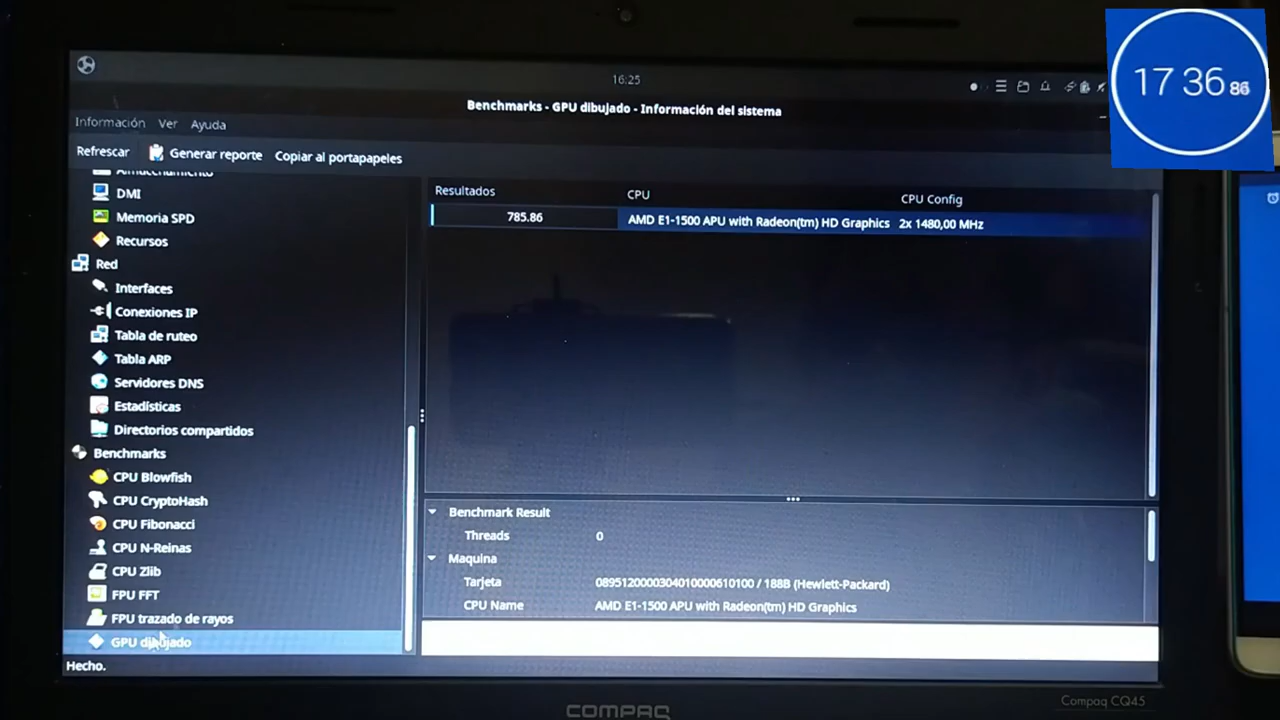 16:25
17 36 86
Benchmarks - GPU dibujado - Información del sistema
Información Ver Ayuda
Refrescar Generar reporte Copiar al portapapeles
Almacenamiento
DMI
Memoria SPD
Recursos
Red
Interfaces
Conexiones IP
Tabla de ruteo
Tabla ARP
Servidores DNS
Estadísticas
Directorios compartidos
Benchmarks
CPU Blowfish
CPU CryptoHash
CPU Fibonacci
CPU N-Reinas
CPU Zlib
FPU FFT
FPU trazado de rayos
GPU dibujado
Hecho.
Resultados CPU CPU Config
785.86 AMD E1-1500 APU with Radeon(tm) HD Graphics 2x 1480,00 MHz
Benchmark Result
Threads 0
Maquina
Tarjeta 0895120000304010000610100 / 188B (Hewlett-Packard)
CPU Name AMD E1-1500 APU with Radeon(tm) HD Graphics
COMPAQ
Compaq CQ45